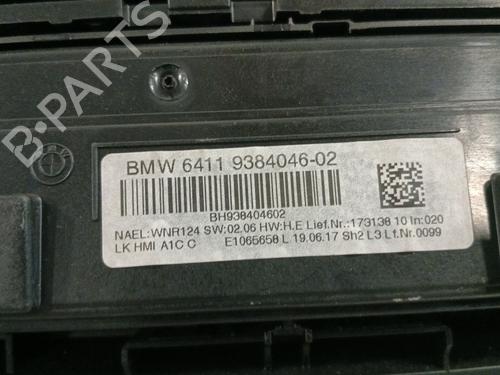 B-PARTS
BMW 6411 9384046-02
BH938404602
NAEL:WNR124 SW:02.06 HW:H.E Lief.Nr.:173138 10 In:020
LK HMI A1C C E1065658 L 19.06.17 Sh2 L3 Lf.Nr.0099